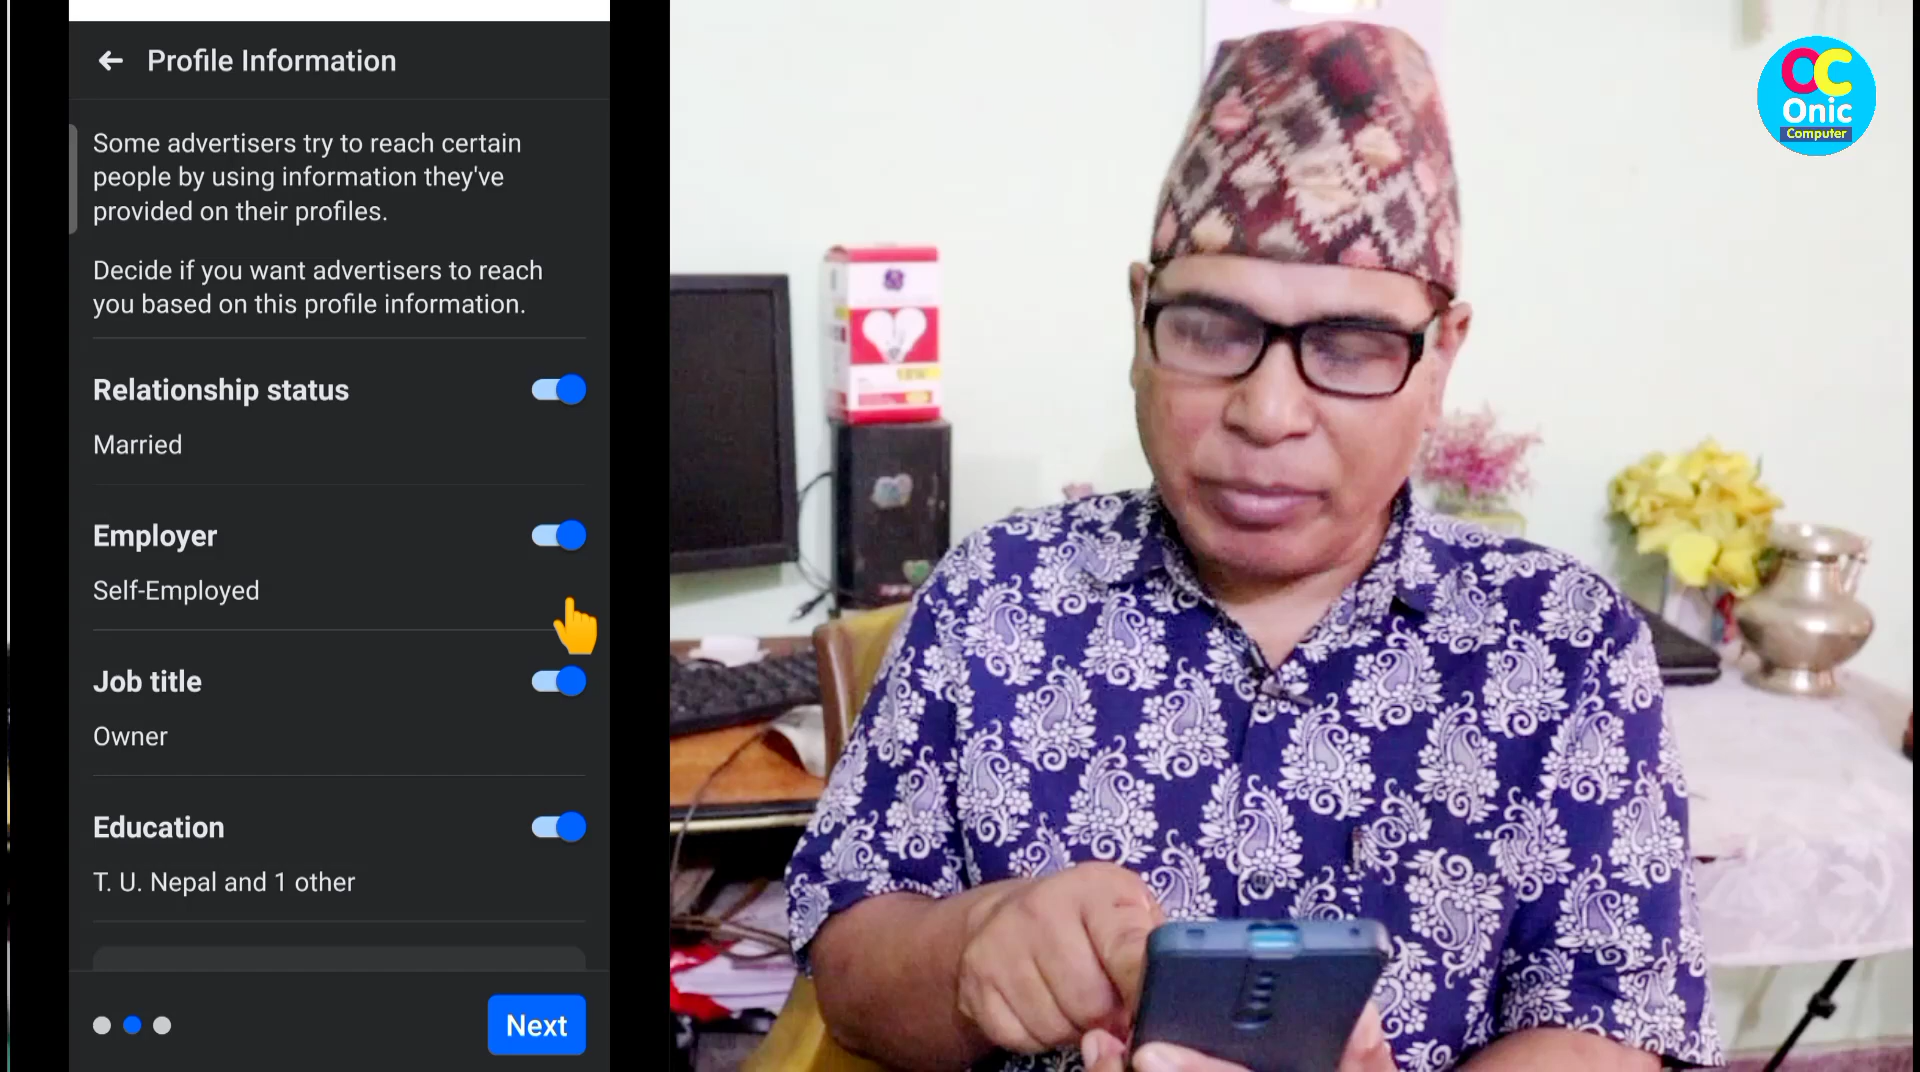 Profile Information
Some advertisers try to reach certain
people by using information they've
provided on their profiles.
Decide if you want advertisers to reach
you based on this profile information.
Relationship status
Married
Employer
Self-Employed
Job title
Owner
Education
T. U. Nepal and 1 other
Next
OC
Onic
Computer